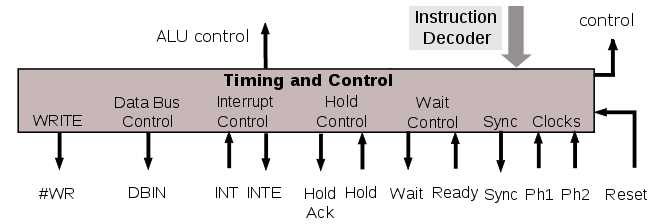 Instruction
Decoder
control
ALU control
Timing and Control
WRITE
Data Bus
Control
Interrupt
Control
Hold
Control
Wait
Control
Sync
Clocks
#WR
DBIN
INT
INTE
Hold
Ack
Hold
Wait
Ready
Sync
Ph1
Ph2
Reset